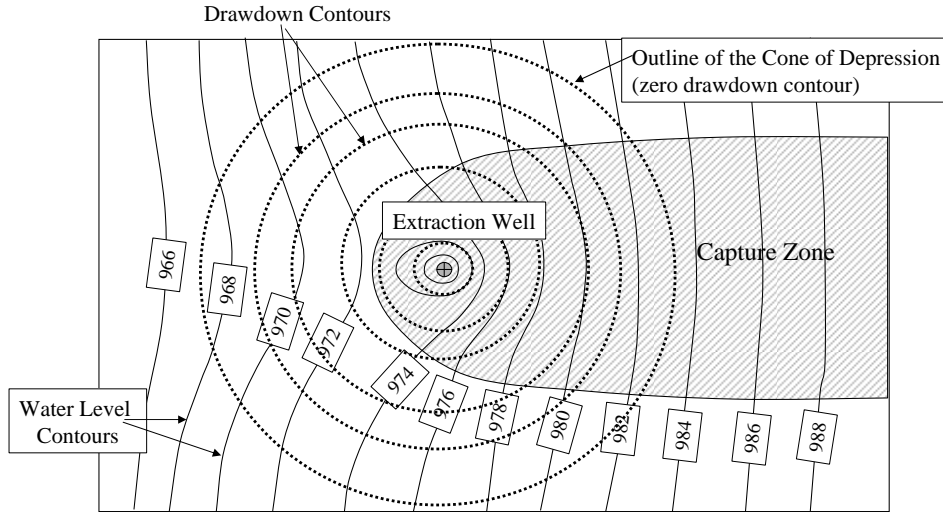 Drawdown Contours
Outline of the Cone of Depression
(zero drawdown contour)
Extraction Well
Capture Zone
966
968
970
972
974
976
978
980
982
984
986
988
Water Level
Contours